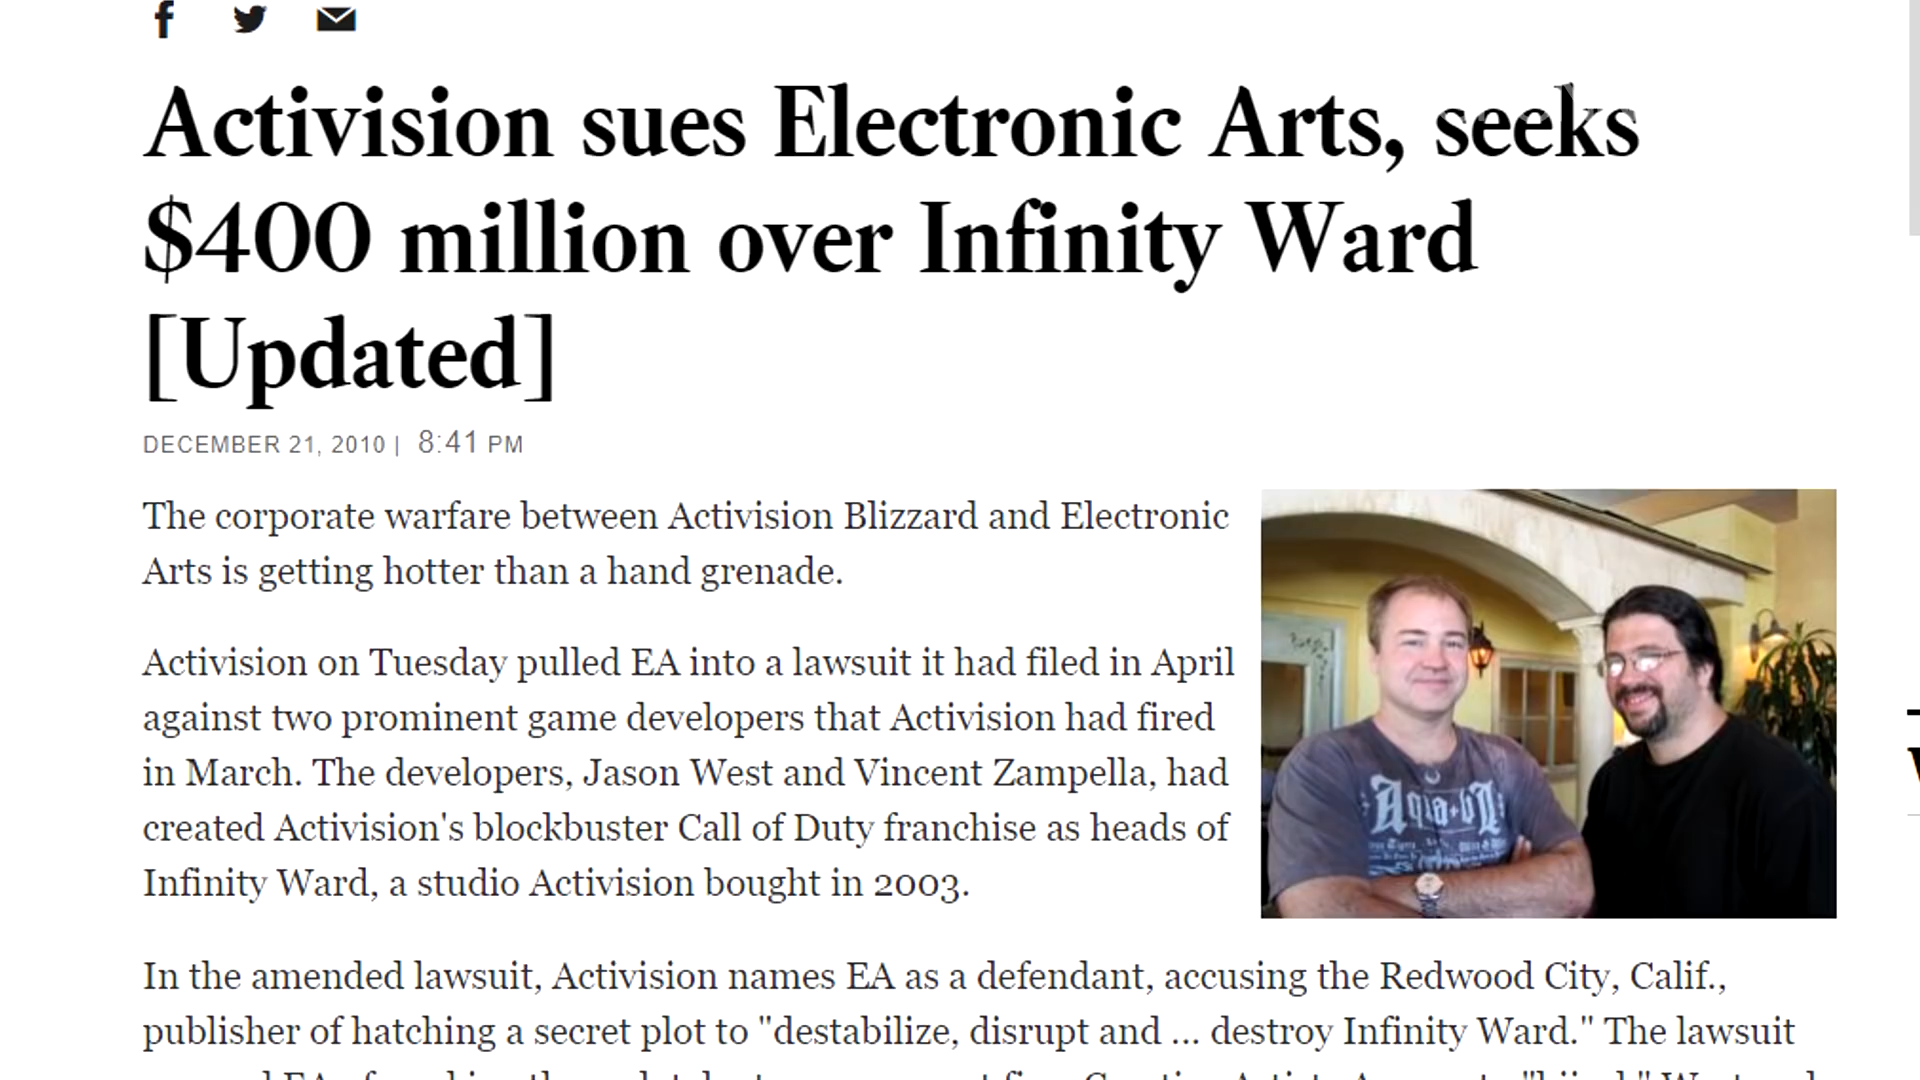 Activision sues Electronic Arts, seeks
$400 million over Infinity Ward
[Updated]
DECEMBER 21, 2010 | 8:41 PM
The corporate warfare between Activision Blizzard and Electronic
Arts is getting hotter than a hand grenade.
Activision on Tuesday pulled EA into a lawsuit it had filed in April
against two prominent game developers that Activision had fired
in March. The developers, Jason West and Vincent Zampella, had
created Activision's blockbuster Call of Duty franchise as heads of
Infinity Ward, a studio Activision bought in 2003.
In the amended lawsuit, Activision names EA as a defendant, accusing the Redwood City, Calif.,
publisher of hatching a secret plot to "destabilize, disrupt and ... destroy Infinity Ward." The lawsuit